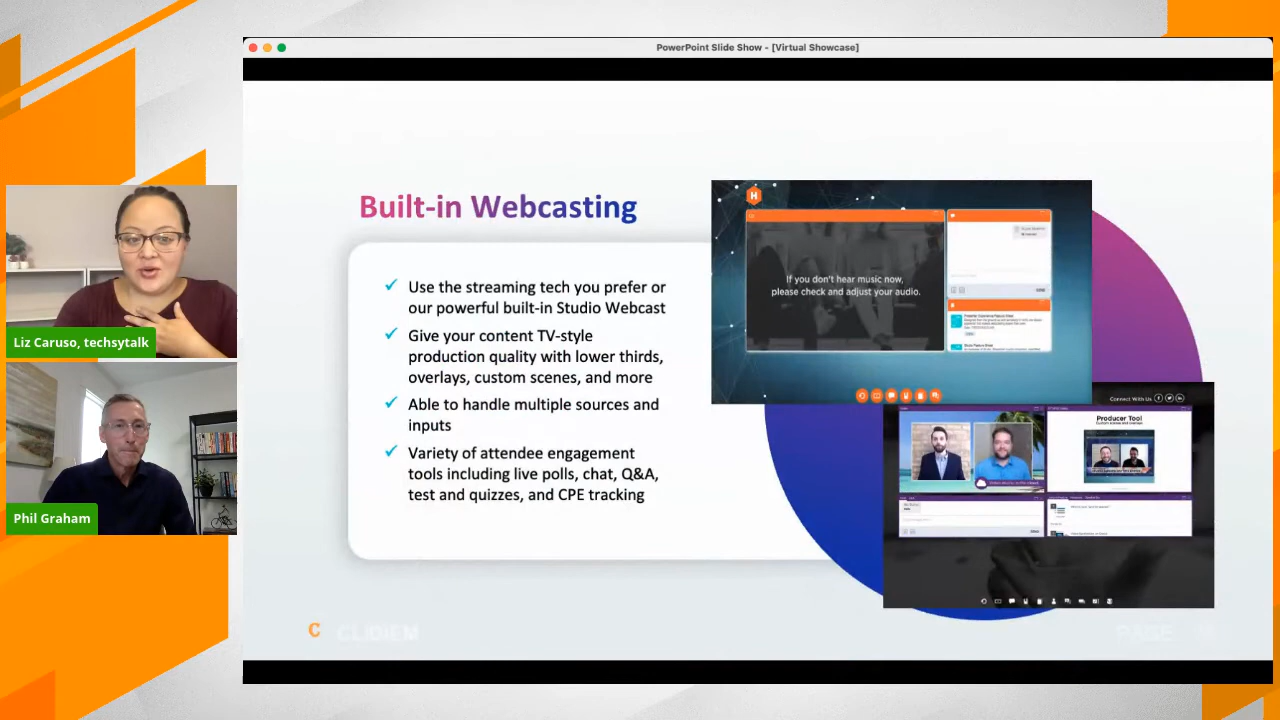 PowerPoint Slide Show - [Virtual Showcase]
Built-in Webcasting
Use the streaming tech you prefer or
our powerful built-in Studio Webcast
Give your content TV-style
production quality with lower thirds,
overlays, custom scenes, and more
Able to handle multiple sources and
inputs
Variety of attendee engagement
tools including live polls, chat, Q&A,
test and quizzes, and CPE tracking
H
If you don't hear music now,
please check and adjust your audio.
Connect With Us
Producer Tool
Liz Caruso, techsytalk
Phil Graham
C
PAGE